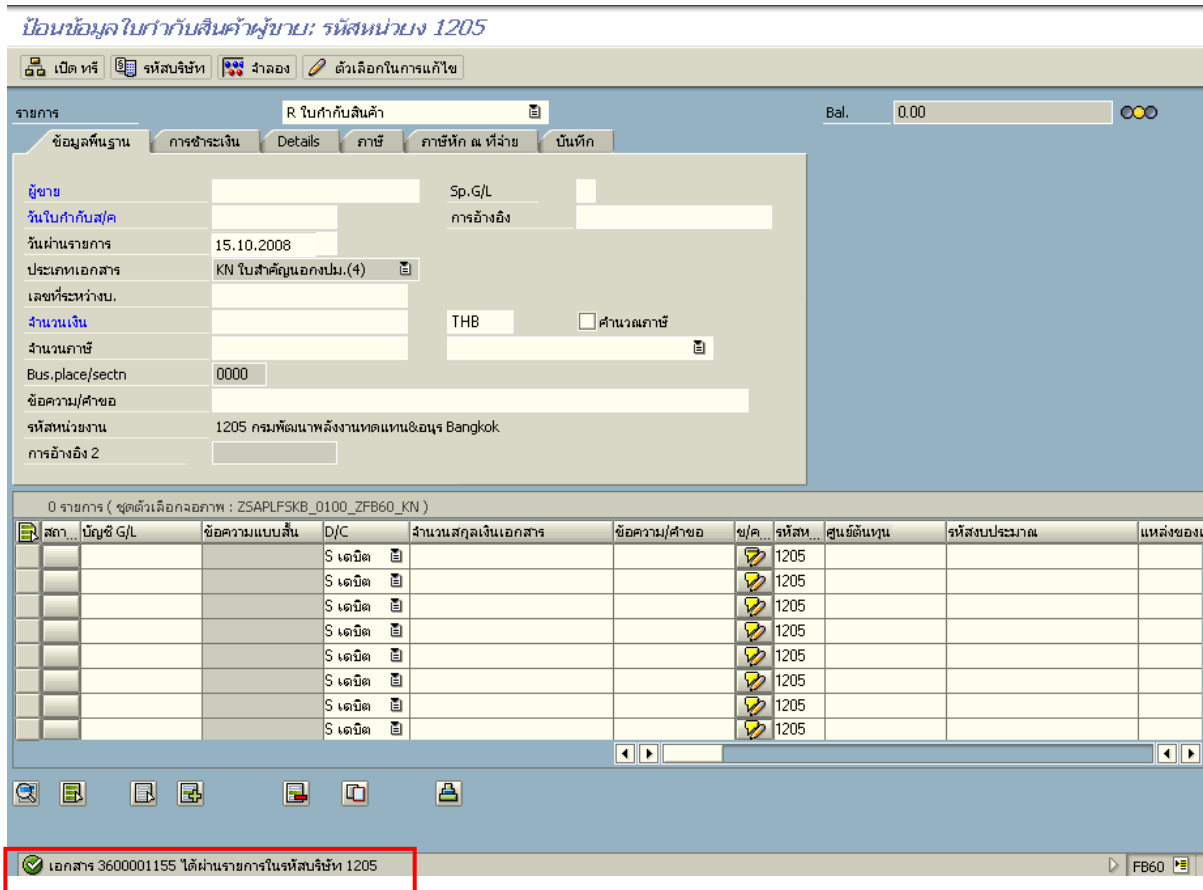 ป้อนข้อมูลใบกำกับสินค้าผู้ขาย: รหัสหน่วยง 1205
เปิด ทรี รหัสบริษัท จำลอง ตัวเลือกในการแก้ไข
รายการ R ใบกำกับสินค้า Bal. 0.00
ข้อมูลพื้นฐาน การชำระเงิน Details ภาษี ภาษีหัก ณ ที่จ่าย บันทึก
ผู้ขาย Sp.G/L
วันใบกำกับส/ค การอ้างอิง
วันผ่านรายการ 15.10.2008
ประเภทเอกสาร KN ใบสำคัญนอกงปม.(4)
เลขที่ระหว่างบ.
จำนวนเงิน THB คำนวณภาษี
จำนวนภาษี
Bus.place/sectn 0000
ข้อความ/คำขอ
รหัสหน่วยงาน 1205 กรมพัฒนาพลังงานทดแทน&อนุร Bangkok
การอ้างอิง 2
0 รายการ ( ชุดตัวเลือกจอภาพ : ZSAPLFSKB_0100_ZFB60_KN )
สถา... บัญชี G/L ข้อความแบบสั้น D/C จำนวนสกุลเงินเอกสาร ข้อความ/คำขอ ข/ค... รหัสห... ศูนย์ต้นทุน รหัสงบประมาณ แหล่งของเ
S เดบิต 1205
S เดบิต 1205
S เดบิต 1205
S เดบิต 1205
S เดบิต 1205
S เดบิต 1205
S เดบิต 1205
S เดบิต 1205
เอกสาร 3600001155 ได้ผ่านรายการในรหัสบริษัท 1205 FB60